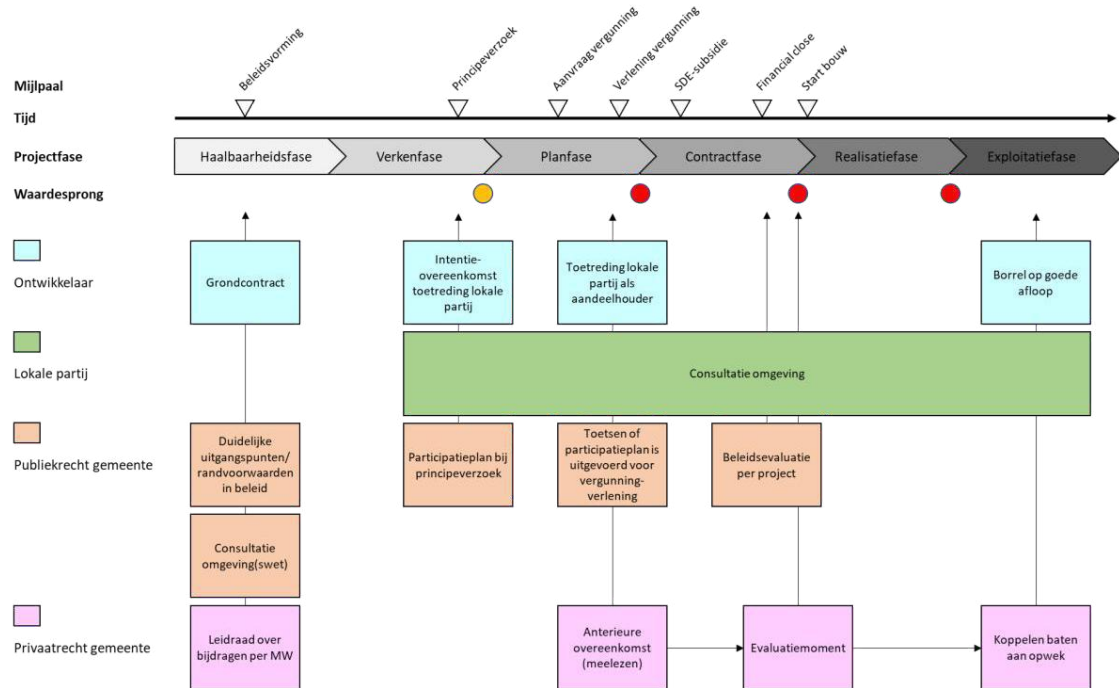 Mijlpaal
Beleidsvorming
Principeverzoek
Aanvraag vergunning
Verlening vergunning
SDE-subsidie
Financial close
Start bouw
Tijd
Projectfase
Haalbaarheidsfase
Verkenfase
Planfase
Contractfase
Realisatiefase
Exploitatiefase
Waardesprong
Ontwikkelaar
Grondcontract
Intentie-
overeenkomst
toetreding lokale
partij
Toetreding lokale
partij als
aandeelhouder
Borrel op goede
afloop
Lokale partij
Consultatie omgeving
Publiekrecht gemeente
Duidelijke
uitgangspunten/
randvoorwaarden
in beleid
Participatieplan bij
principeverzoek
Toetsen of
participatieplan is
uitgevoerd voor
vergunning-
verlening
Beleidsevaluatie
per project
Consultatie
omgeving(swet)
Privaatrecht gemeente
Leidraad over
bijdragen per MW
Anterieure
overeenkomst
(meelezen)
Evaluatiemoment
Koppelen baten
aan opwek